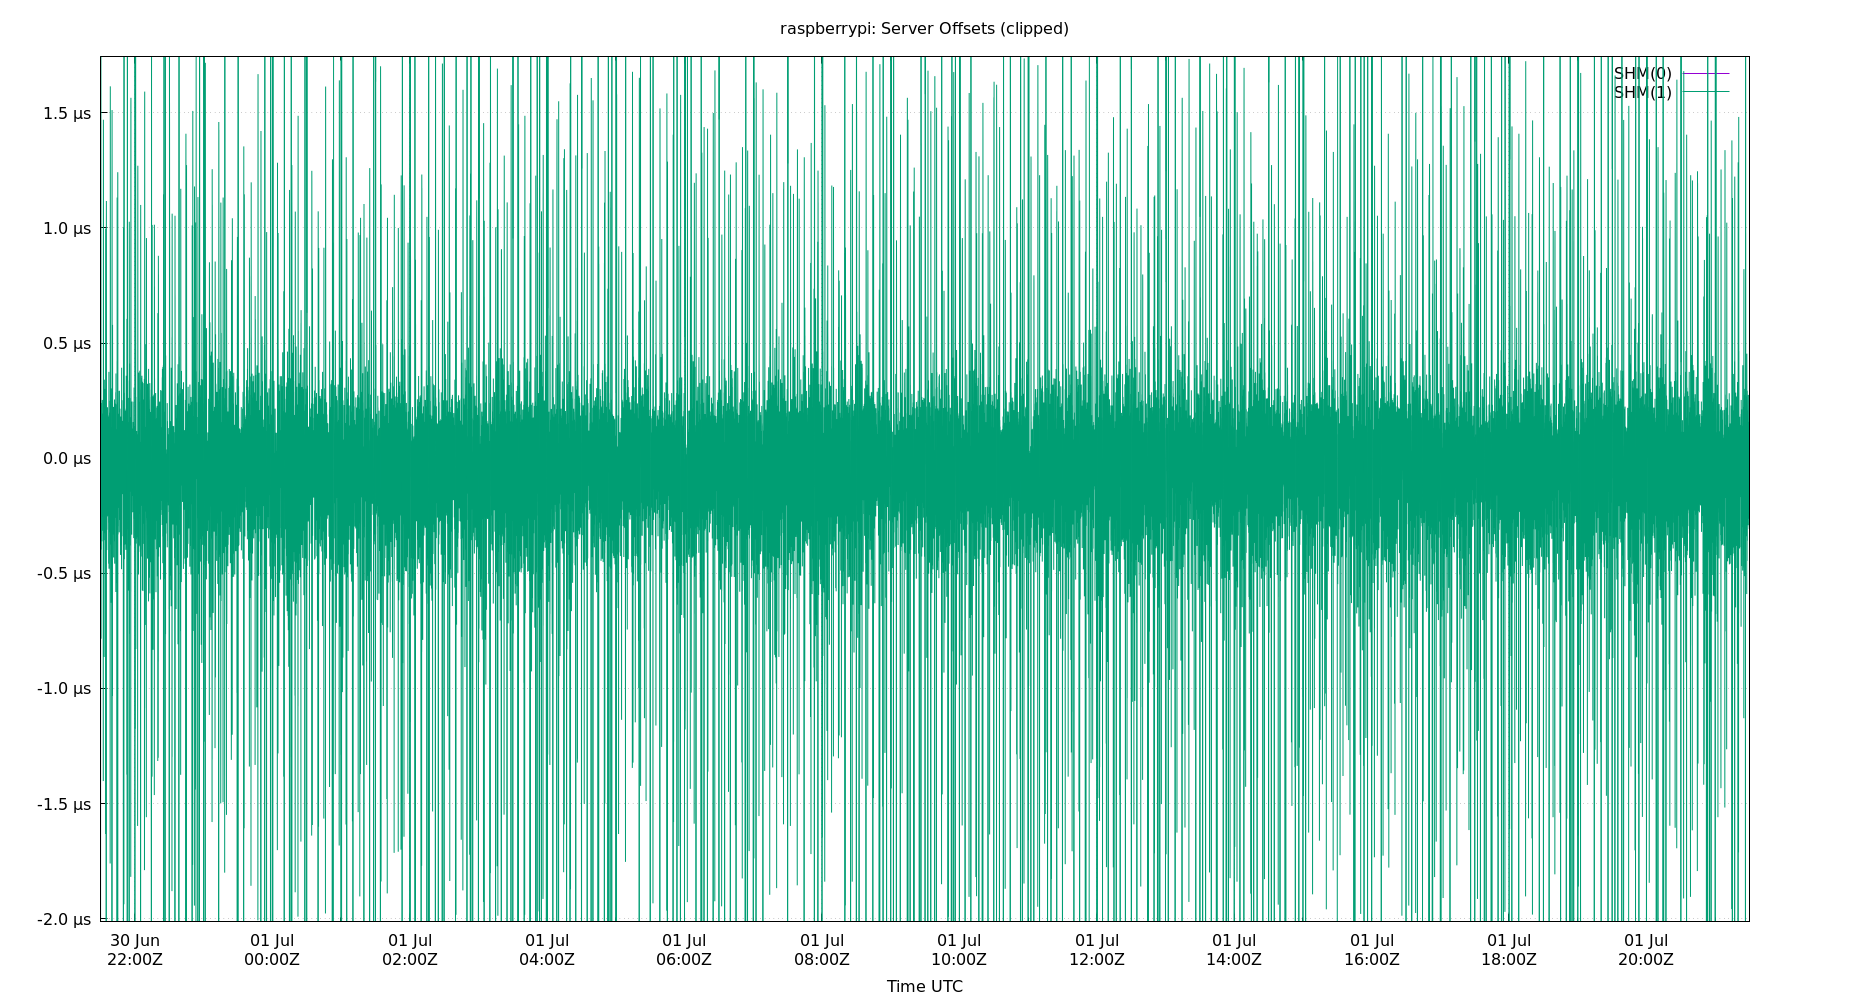 raspberrypi: Server Offsets (clipped)
SHM(0)
SHM(1)
1.5 µs
1.0 µs
0.5 µs
0.0 µs
-0.5 µs
-1.0 µs
-1.5 µs
-2.0 µs
30 Jun 01 Jul 01 Jul 01 Jul 01 Jul 01 Jul 01 Jul 01 Jul 01 Jul 01 Jul 01 Jul 01 Jul
22:00Z 00:00Z 02:00Z 04:00Z 06:00Z 08:00Z 10:00Z 12:00Z 14:00Z 16:00Z 18:00Z 20:00Z
Time UTC